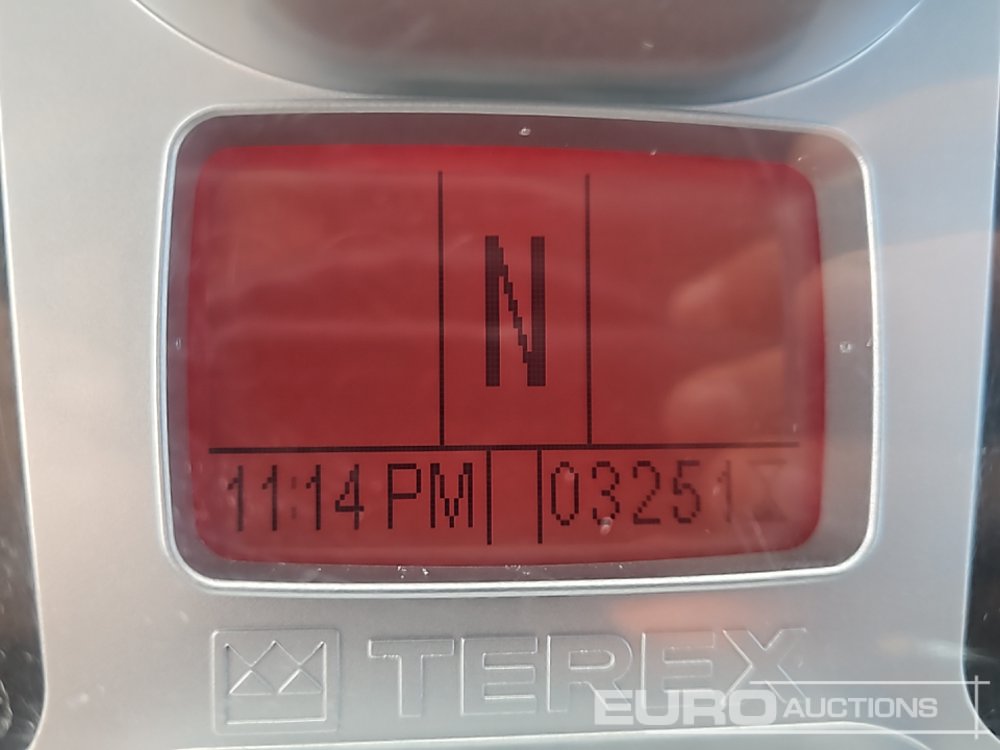 N
11:14 PM 03251
TEREX
EURO AUCTIONS